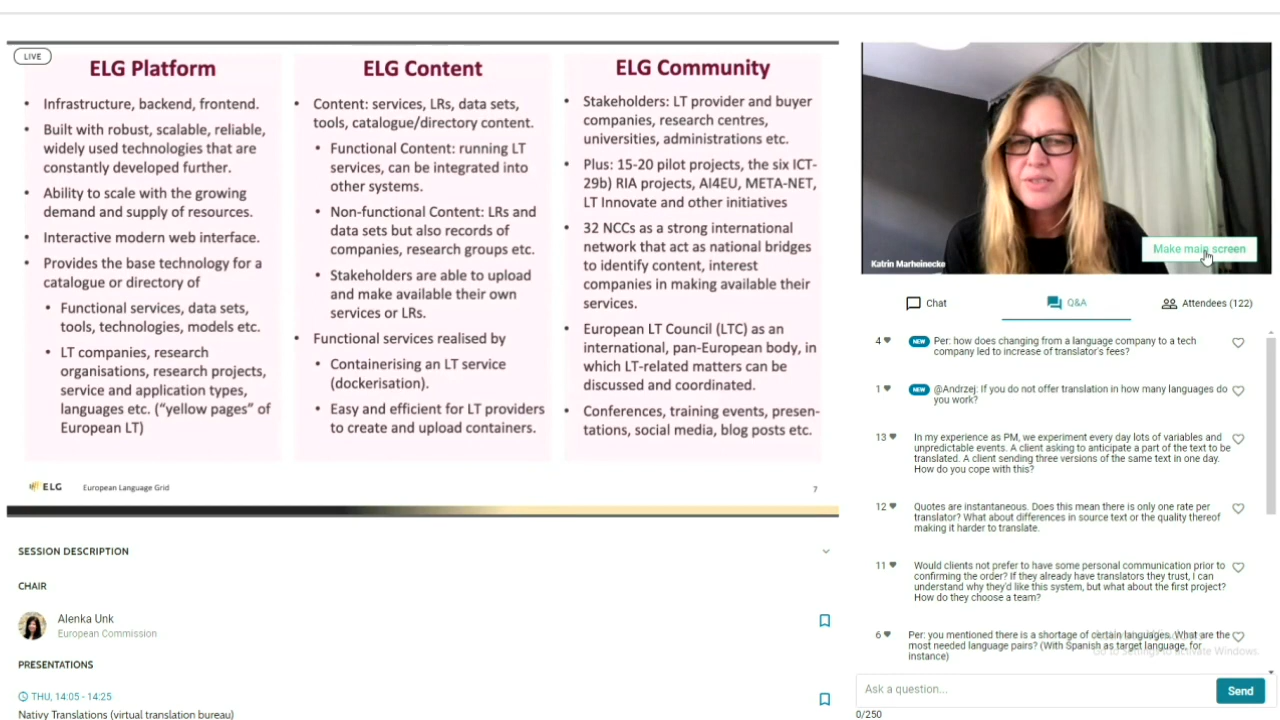 LIVE
ELG Platform
• Infrastructure, backend, frontend.
• Built with robust, scalable, reliable,
widely used technologies that are
constantly developed further.
• Ability to scale with the growing
demand and supply of resources.
• Interactive modern web interface.
• Provides the base technology for a
catalogue or directory of
• Functional services, data sets,
tools, technologies, models etc.
• LT companies, research
organisations, research projects,
service and application types,
languages etc. (“yellow pages” of
European LT)
ELG Content
• Content: services, LRs, data sets,
tools, catalogue/directory content.
• Functional Content: running LT
services, can be integrated into
other systems.
• Non-functional Content: LRs and
data sets but also records of
companies, research groups etc.
• Stakeholders are able to upload
and make available their own
services or LRs.
• Functional services realised by
• Containerising an LT service
(dockerisation).
• Easy and efficient for LT providers
to create and upload containers.
ELG Community
• Stakeholders: LT provider and buyer
companies, research centres,
universities, administrations etc.
• Plus: 15-20 pilot projects, the six ICT-
29b) RIA projects, AI4EU, META-NET,
LT Innovate and other initiatives
• 32 NCCs as a strong international
network that act as national bridges
to identify content, interest
companies in making available their
services.
• European LT Council (LTC) as an
international, pan-European body, in
which LT-related matters can be
discussed and coordinated.
• Conferences, training events, presen-
tations, social media, blog posts etc.
ELG European Language Grid 7
SESSION DESCRIPTION
CHAIR
Alenka Unk
European Commission
PRESENTATIONS
THU, 14:05 - 14:25
Nativy Translations (virtual translation bureau)
Make main screen
Katrin Marheinecke
Chat Q&A Attendees (122)
4 NEW Per: how does changing from a language company to a tech
company led to increase of translator's fees?
1 NEW @Andrzej: If you do not offer translation in how many languages do
you work?
13 In my experience as PM, we experiment every day lots of variables and
unpredictable events. A client asking to anticipate a part of the text to be
translated. A client sending three versions of the same text in one day.
How do you cope with this?
12 Quotes are instantaneous. Does this mean there is only one rate per
translator? What about differences in source text or the quality thereof
making it harder to translate.
11 Would clients not prefer to have some personal communication prior to
confirming the order? If they already have translators they trust, I can
understand why they'd like this system, but what about the first project?
How do they choose a team?
6 Per: you mentioned there is a shortage of certain languages. What are the
most needed language pairs? (With Spanish as target language, for
instance)
Go to Settings to activate Windows.
Ask a question...
Send
0/250